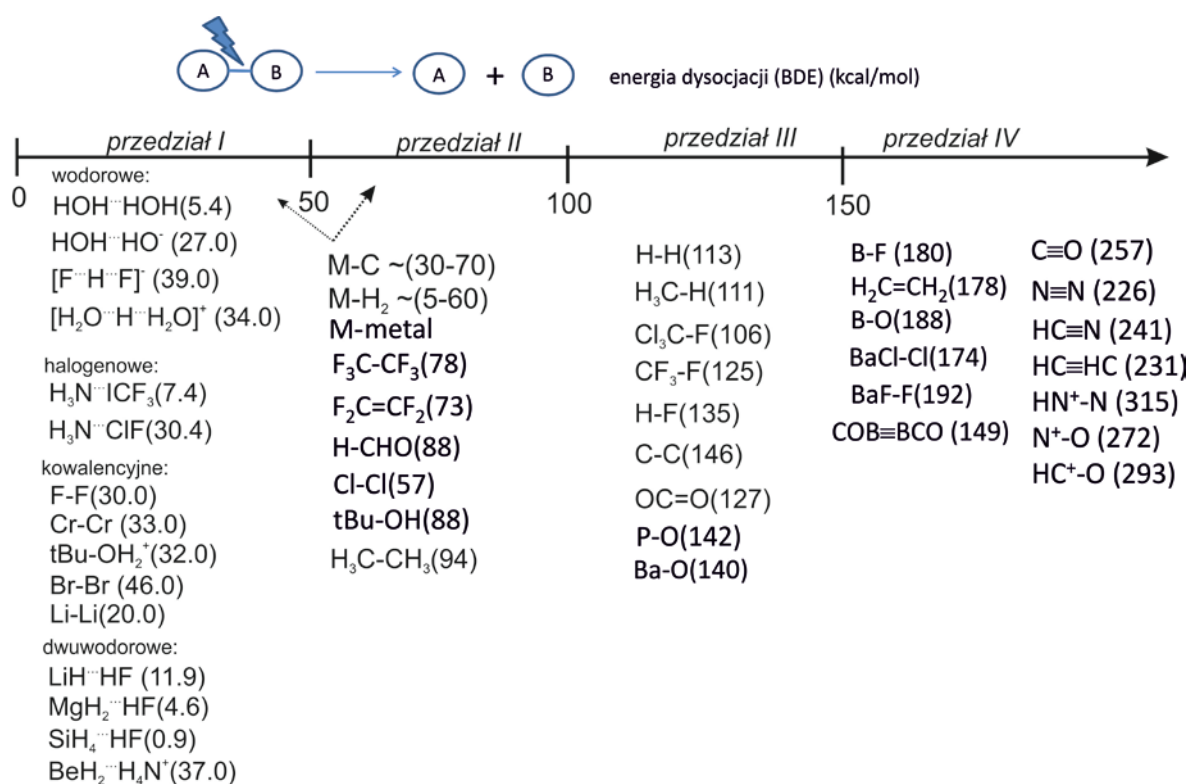 A B A + B energia dysocjacji (BDE) (kcal/mol)
przedział I przedział II przedział III przedział IV
0 50 100 150
wodorowe:
HOH···HOH(5.4)
HOH···HO⁻ (27.0)
[F···H···F]⁻ (39.0)
[H₂O···H···H₂O]⁺ (34.0)
halogenowe:
H₃N···ICF₃(7.4)
H₃N···ClF(30.4)
kowalencyjne:
F-F(30.0)
Cr-Cr (33.0)
tBu-OH₂⁺(32.0)
Br-Br (46.0)
Li-Li(20.0)
dwuwodorowe:
LiH···HF (11.9)
MgH₂···HF(4.6)
SiH₄···HF(0.9)
BeH₂···H₄N⁺(37.0)
M-C ~(30-70)
M-H₂ ~(5-60)
M-metal
F₃C-CF₃(78)
F₂C=CF₂(73)
H-CHO(88)
Cl-Cl(57)
tBu-OH(88)
H₃C-CH₃(94)
H-H(113)
H₃C-H(111)
Cl₃C-F(106)
CF₃-F(125)
H-F(135)
C-C(146)
OC=O(127)
P-O(142)
Ba-O(140)
B-F (180)
H₂C=CH₂(178)
B-O(188)
BaCl-Cl(174)
BaF-F(192)
COB≡BCO (149)
C≡O (257)
N≡N (226)
HC≡N (241)
HC≡HC (231)
HN⁺-N (315)
N⁺-O (272)
HC⁺-O (293)